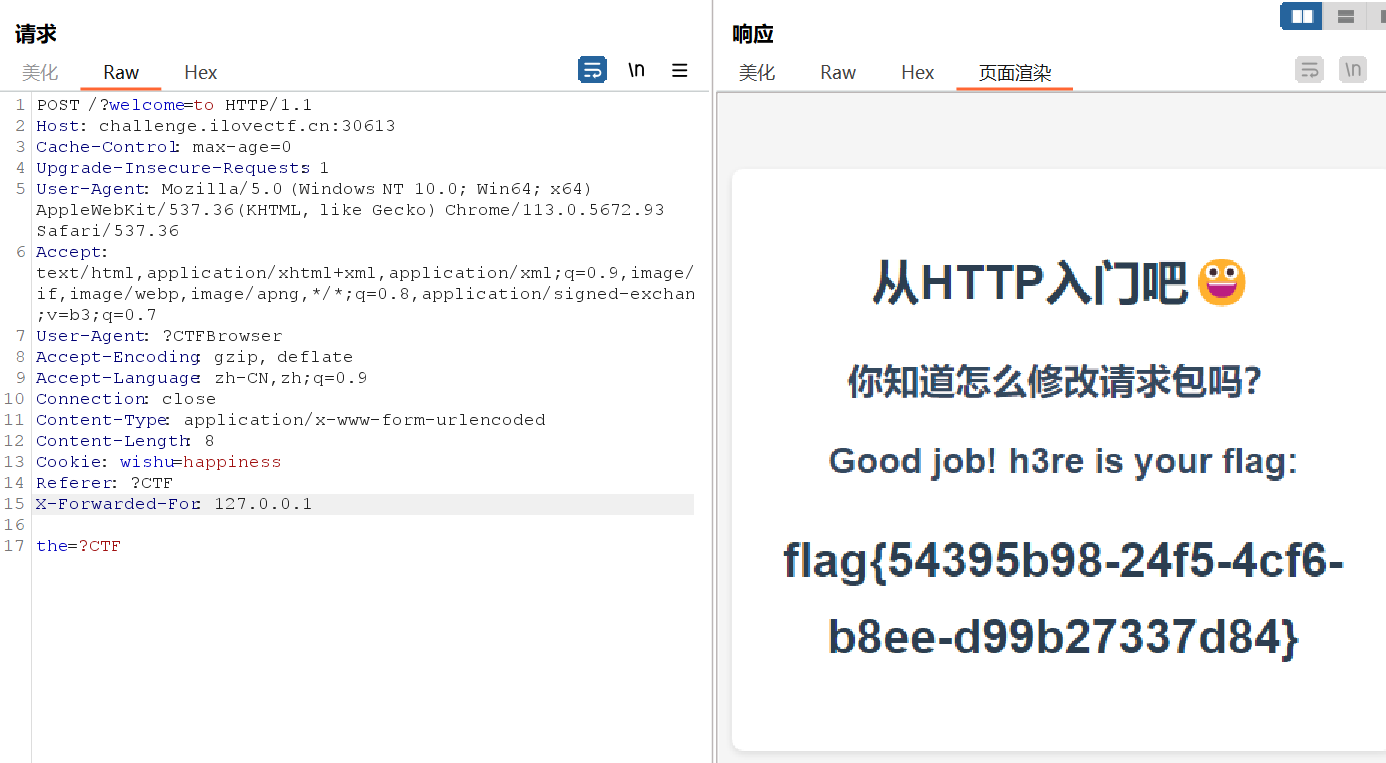 请求
美化 Raw Hex \n
1 POST /?welcome=to HTTP/1.1
2 Host: challenge.ilovectf.cn:30613
3 Cache-Control: max-age=0
4 Upgrade-Insecure-Requests: 1
5 User-Agent: Mozilla/5.0 (Windows NT 10.0; Win64; x64)
AppleWebKit/537.36(KHTML, like Gecko) Chrome/113.0.5672.93
Safari/537.36
6 Accept:
text/html,application/xhtml+xml,application/xml;q=0.9,image/
if,image/webp,image/apng,*/*;q=0.8,application/signed-exchan
;v=b3;q=0.7
7 User-Agent: ?CTFBrowser
8 Accept-Encoding: gzip, deflate
9 Accept-Language: zh-CN,zh;q=0.9
10 Connection: close
11 Content-Type: application/x-www-form-urlencoded
12 Content-Length: 8
13 Cookie: wishu=happiness
14 Referer: ?CTF
15 X-Forwarded-For: 127.0.0.1
16
17 the=?CTF
响应
美化 Raw Hex 页面渲染 \n
从HTTP入门吧😀
你知道怎么修改请求包吗?
Good job! h3re is your flag:
flag{54395b98-24f5-4cf6-
b8ee-d99b27337d84}